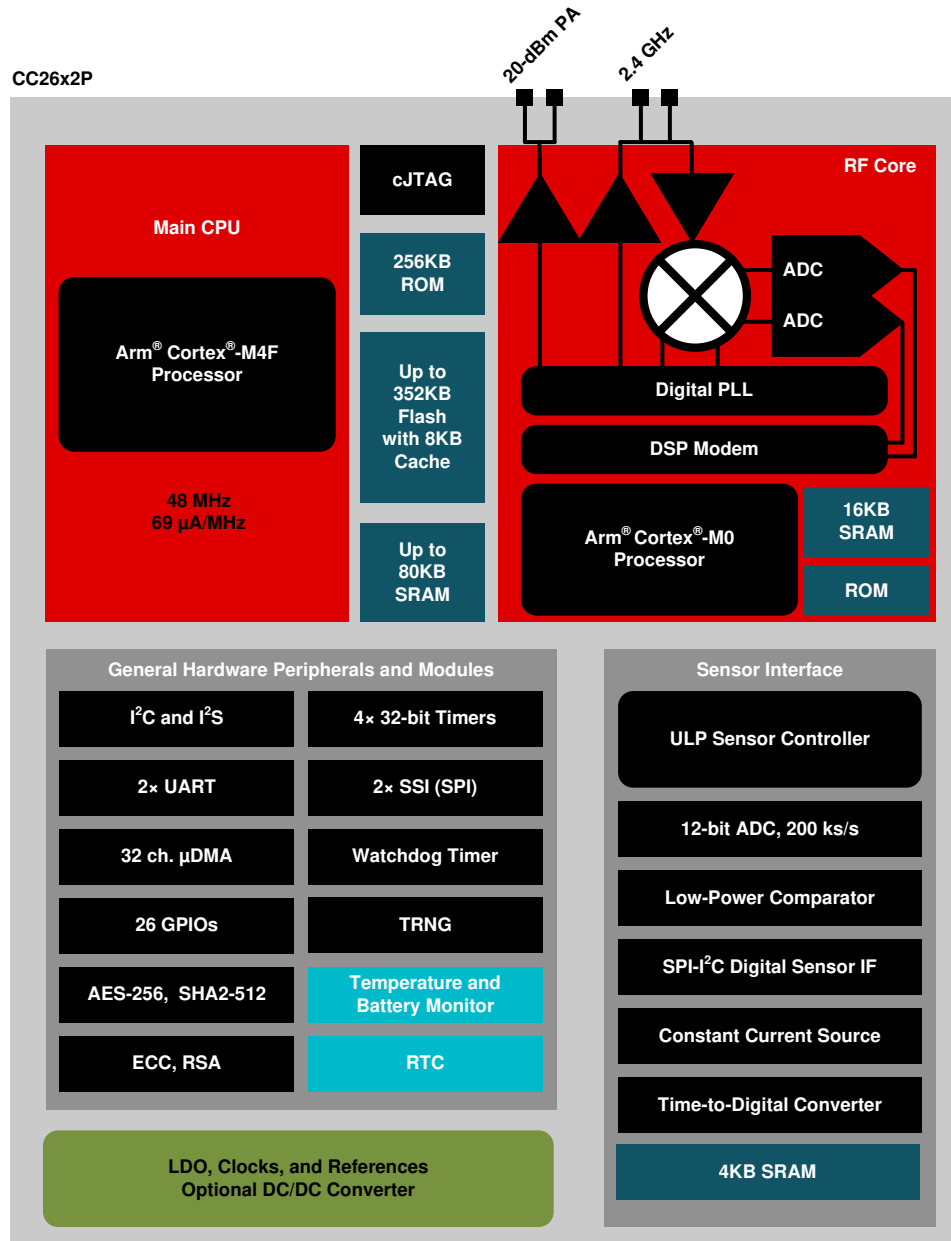 20-dBm PA
2.4 GHz
CC26x2P
Main CPU
Arm® Cortex®-M4F
Processor
48 MHz
69 µA/MHz
cJTAG
256KB
ROM
Up to
352KB
Flash
with 8KB
Cache
Up to
80KB
SRAM
RF Core
ADC
ADC
Digital PLL
DSP Modem
Arm® Cortex®-M0
Processor
16KB
SRAM
ROM
General Hardware Peripherals and Modules
I²C and I²S
4× 32-bit Timers
2× UART
2× SSI (SPI)
32 ch. µDMA
Watchdog Timer
26 GPIOs
TRNG
AES-256, SHA2-512
Temperature and
Battery Monitor
ECC, RSA
RTC
LDO, Clocks, and References
Optional DC/DC Converter
Sensor Interface
ULP Sensor Controller
12-bit ADC, 200 ks/s
Low-Power Comparator
SPI-I²C Digital Sensor IF
Constant Current Source
Time-to-Digital Converter
4KB SRAM